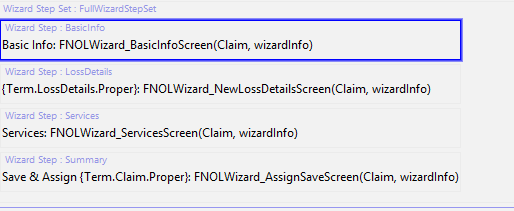 Wizard Step Set : FullWizardStepSet
Wizard Step : BasicInfo
Basic Info: FNOLWizard_BasicInfoScreen(Claim, wizardInfo)
Wizard Step : LossDetails
{Term.LossDetails.Proper}: FNOLWizard_NewLossDetailsScreen(Claim, wizardInfo)
Wizard Step : Services
Services: FNOLWizard_ServicesScreen(Claim, wizardInfo)
Wizard Step : Summary
Save & Assign {Term.Claim.Proper}: FNOLWizard_AssignSaveScreen(Claim, wizardInfo)